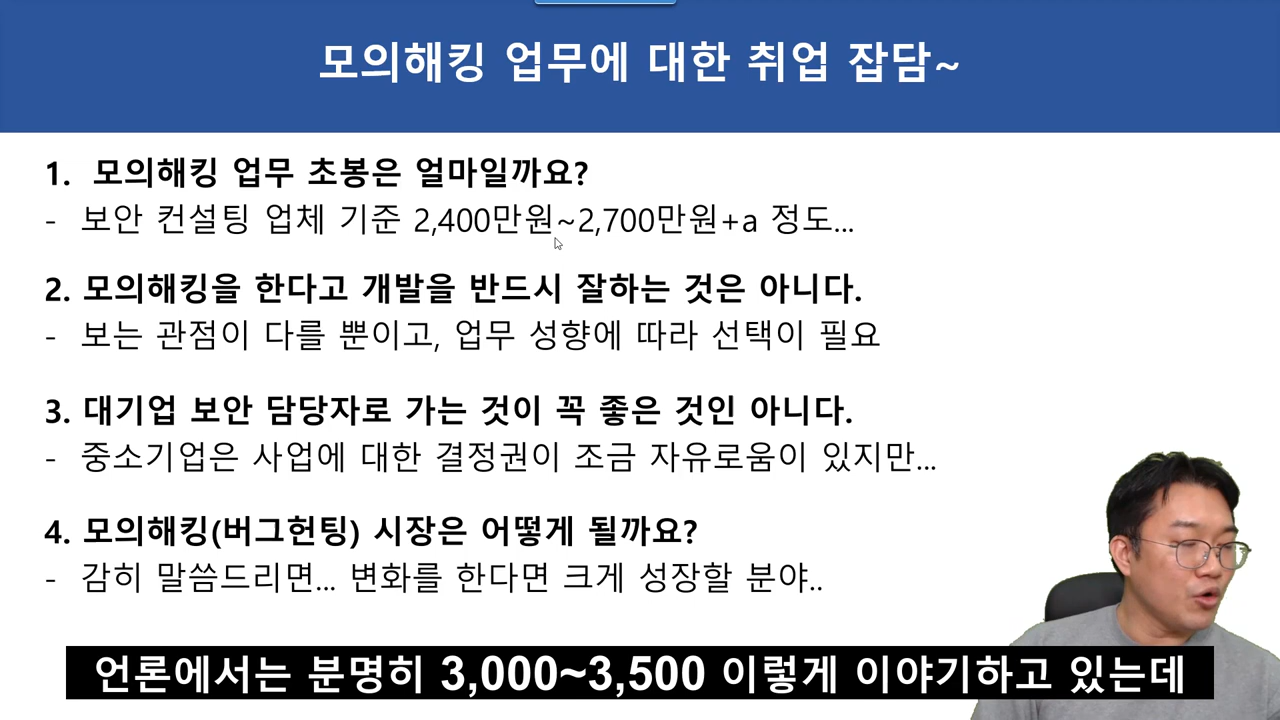 모의해킹 업무에 대한 취업 잡담~
1. 모의해킹 업무 초봉은 얼마일까요?
- 보안 컨설팅 업체 기준 2,400만원~2,700만원+a 정도...
2. 모의해킹을 한다고 개발을 반드시 잘하는 것은 아니다.
- 보는 관점이 다를 뿐이고, 업무 성향에 따라 선택이 필요
3. 대기업 보안 담당자로 가는 것이 꼭 좋은 것인 아니다.
- 중소기업은 사업에 대한 결정권이 조금 자유로움이 있지만...
4. 모의해킹(버그헌팅) 시장은 어떻게 될까요?
- 감히 말씀드리면... 변화를 한다면 크게 성장할 분야..
언론에서는 분명히 3,000~3,500 이렇게 이야기하고 있는데